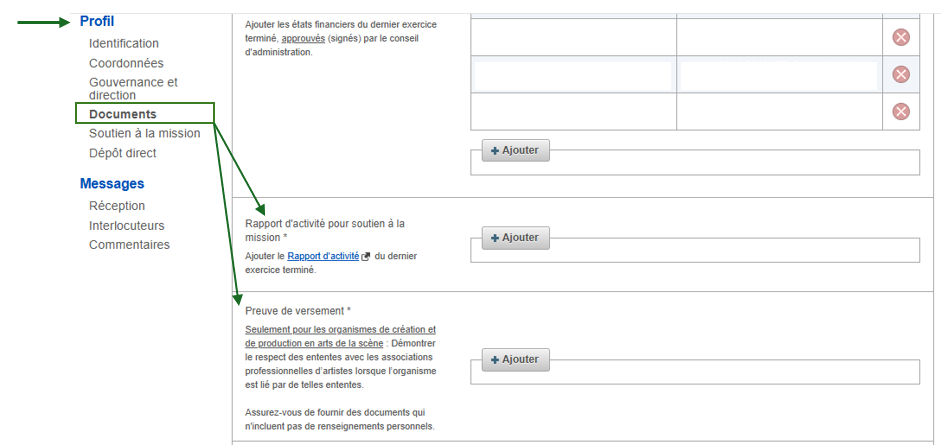 Profil
Identification
Coordonnées
Gouvernance et
direction
Documents
Soutien à la mission
Dépôt direct
Messages
Réception
Interlocuteurs
Commentaires
Ajouter les états financiers du dernier exercice
terminé, approuvés (signés) par le conseil
d'administration.
Ajouter
Rapport d'activité pour soutien à la
mission *
Ajouter le Rapport d'activité du dernier
exercice terminé.
Ajouter
Preuve de versement *
Seulement pour les organismes de création et
de production en arts de la scène : Démontrer
le respect des ententes avec les associations
professionnelles d'artistes lorsque l'organisme
est lié par de telles ententes.
Assurez-vous de fournir des documents qui
n'incluent pas de renseignements personnels.
Ajouter